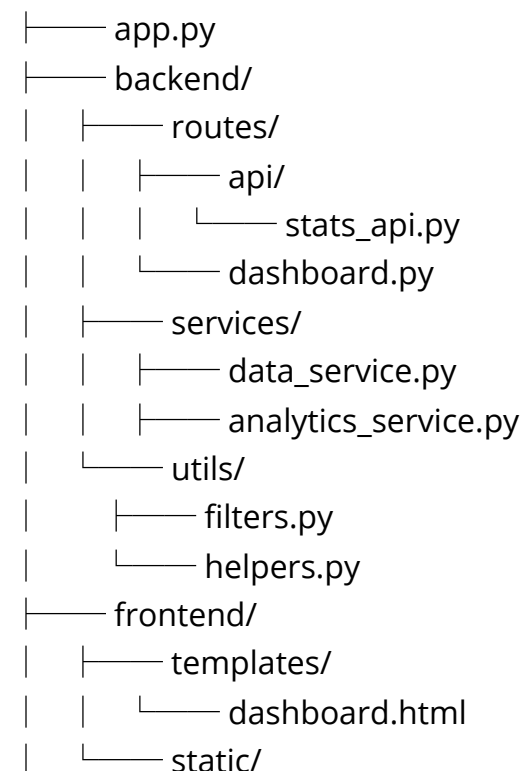 ├── app.py
├── backend/
│   ├── routes/
│   │   ├── api/
│   │   │   └── stats_api.py
│   │   └── dashboard.py
│   ├── services/
│   │   ├── data_service.py
│   │   ├── analytics_service.py
│   └── utils/
│       ├── filters.py
│       └── helpers.py
├── frontend/
│   ├── templates/
│   │   └── dashboard.html
│   └── static/